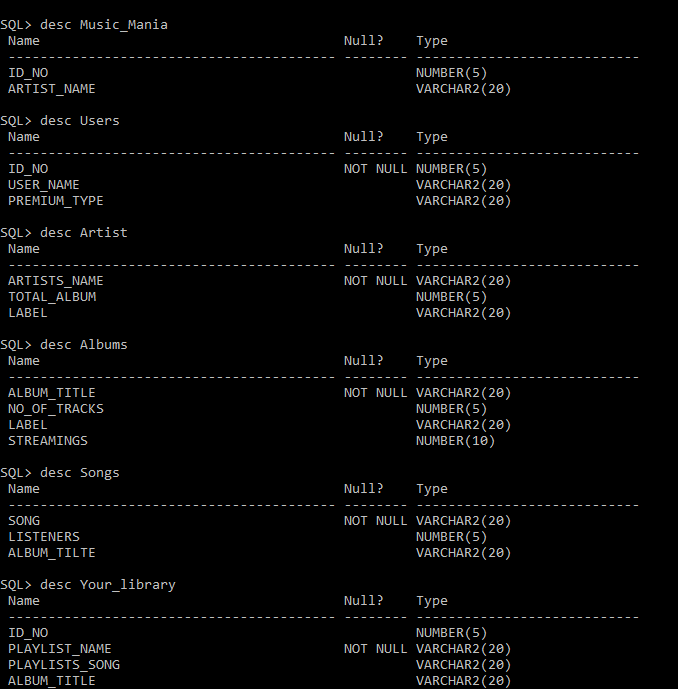 SQL> desc Music_Mania
Name Null? Type
----------------------------------------- -------- ----------------------------
ID_NO NUMBER(5)
ARTIST_NAME VARCHAR2(20)
SQL> desc Users
Name Null? Type
----------------------------------------- -------- ----------------------------
ID_NO NOT NULL NUMBER(5)
USER_NAME VARCHAR2(20)
PREMIUM_TYPE VARCHAR2(20)
SQL> desc Artist
Name Null? Type
----------------------------------------- -------- ----------------------------
ARTISTS_NAME NOT NULL VARCHAR2(20)
TOTAL_ALBUM NUMBER(5)
LABEL VARCHAR2(20)
SQL> desc Albums
Name Null? Type
----------------------------------------- -------- ----------------------------
ALBUM_TITLE NOT NULL VARCHAR2(20)
NO_OF_TRACKS NUMBER(5)
LABEL VARCHAR2(20)
STREAMINGS NUMBER(10)
SQL> desc Songs
Name Null? Type
----------------------------------------- -------- ----------------------------
SONG NOT NULL VARCHAR2(20)
LISTENERS NUMBER(5)
ALBUM_TILTE VARCHAR2(20)
SQL> desc Your_library
Name Null? Type
----------------------------------------- -------- ----------------------------
ID_NO NUMBER(5)
PLAYLIST_NAME NOT NULL VARCHAR2(20)
PLAYLISTS_SONG VARCHAR2(20)
ALBUM_TITLE VARCHAR2(20)